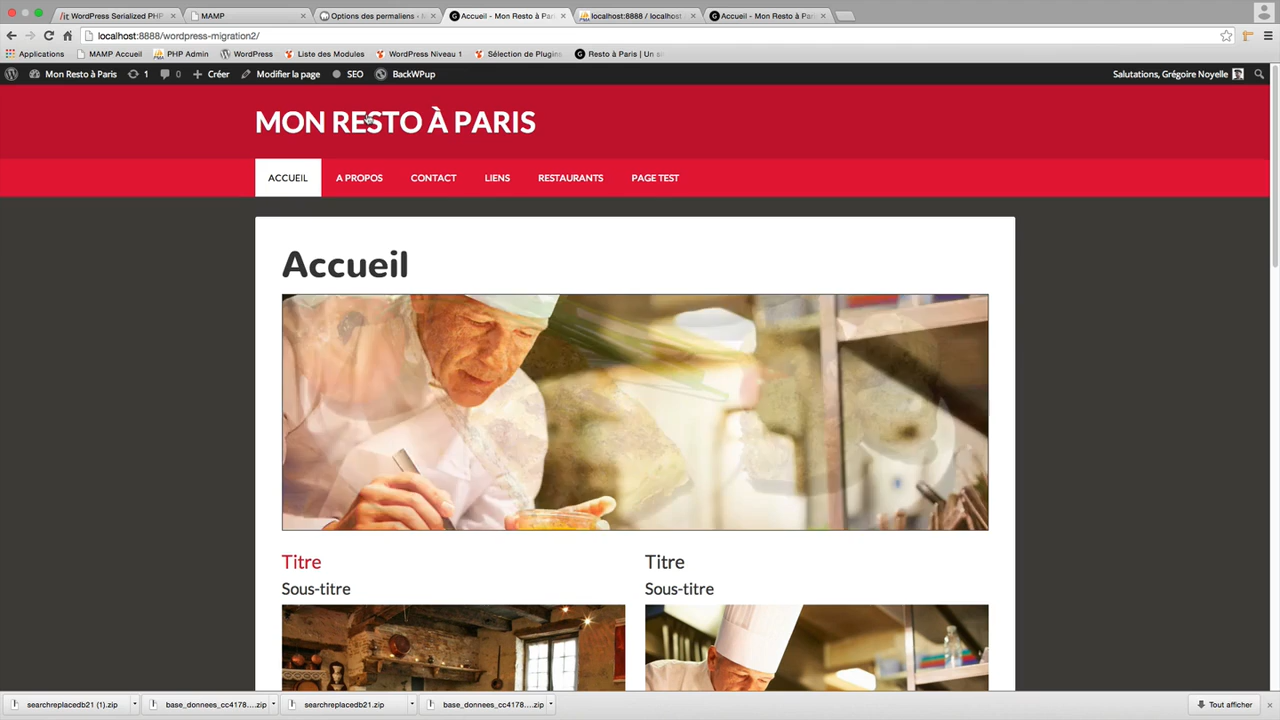 /it WordPress Serialized PHP
MAMP
Options des permaliens -
Accueil - Mon Resto à Paris
localhost:8888 / localhost
Accueil - Mon Resto à Paris
localhost:8888/wordpress-migration2/
Applications
MAMP Accueil
PHP Admin
WordPress
Liste des Modules
WordPress Niveau 1
Sélection de Plugins
Resto à Paris | Un si
Mon Resto à Paris
1
0
Créer
Modifier la page
SEO
BackWPup
Salutations, Grégoire Noyelle
MON RESTO À PARIS
ACCUEIL
A PROPOS
CONTACT
LIENS
RESTAURANTS
PAGE TEST
Accueil
Titre
Titre
Sous-titre
Sous-titre
searchreplacedb21 (1).zip
base_donnees_cc4178....zip
searchreplacedb21.zip
base_donnees_cc4178....zip
Tout afficher